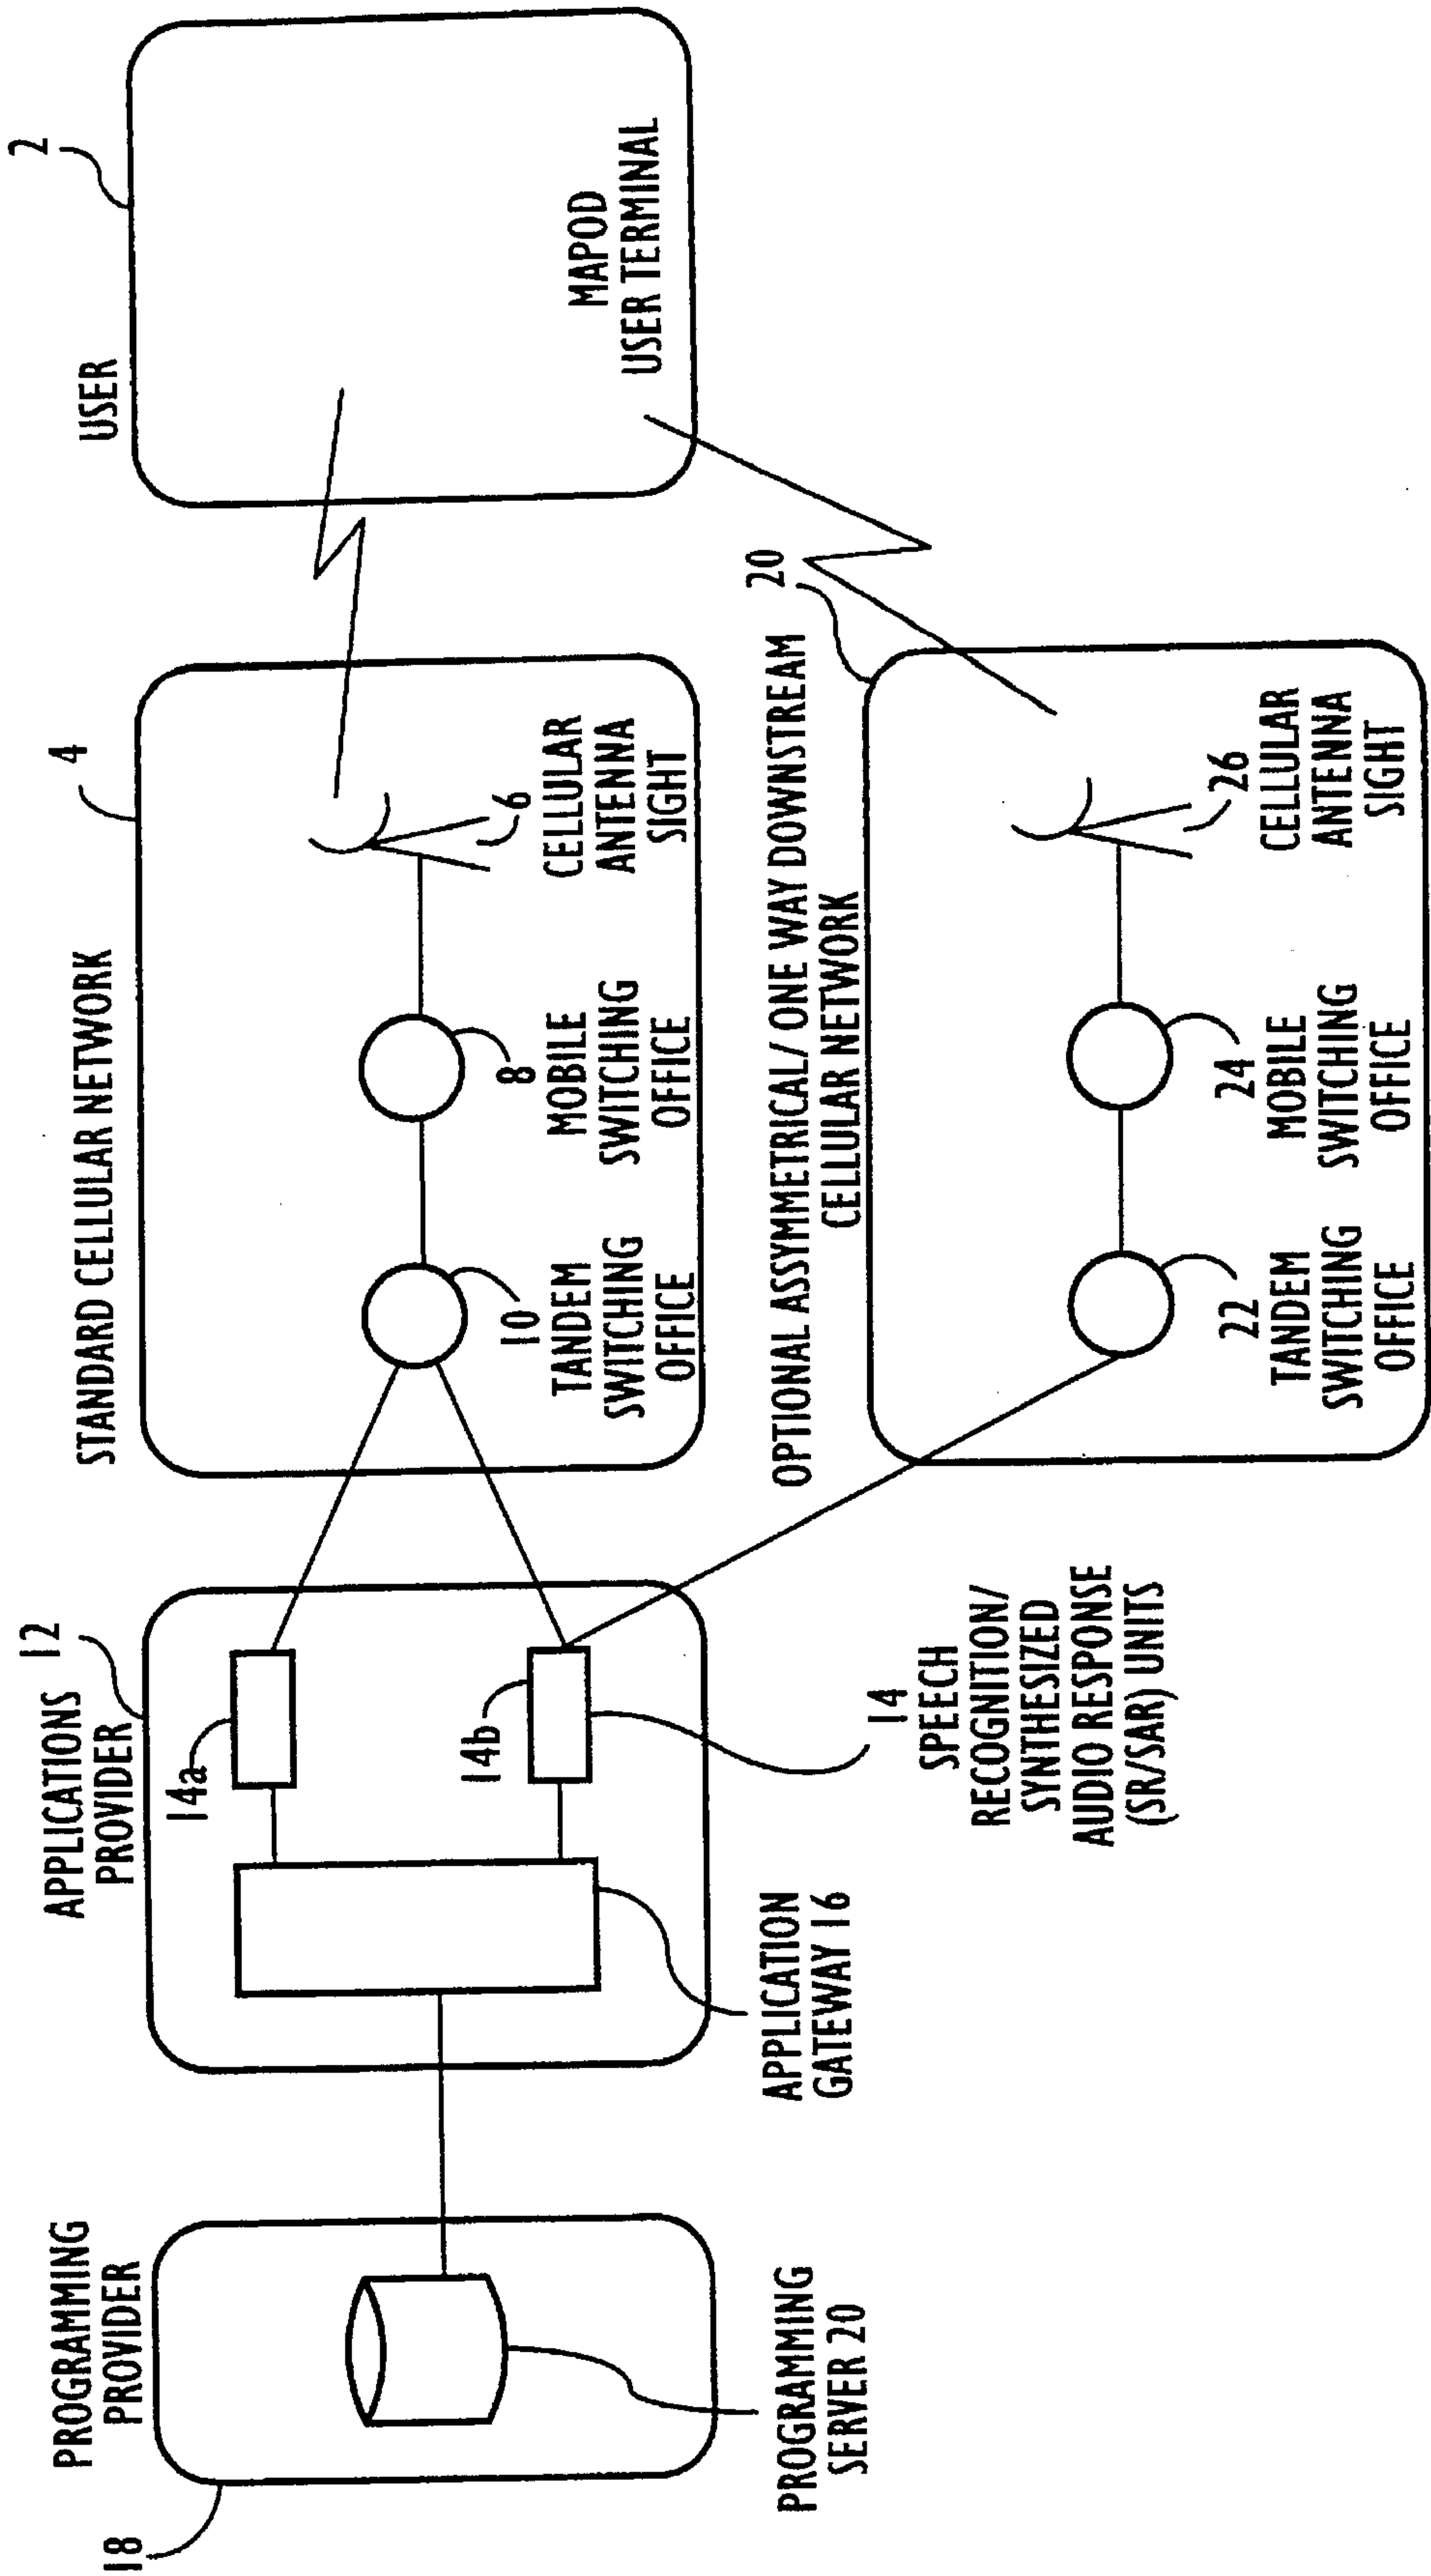 PROGRAMMING
PROVIDER
18
PROGRAMMING
SERVER 20
APPLICATIONS
PROVIDER
12
14a
14b
APPLICATION
GATEWAY 16
14
SPEECH
RECOGNITION/
SYNTHESIZED
AUDIO RESPONSE
(SR/SAR) UNITS
STANDARD CELLULAR NETWORK
4
10
TANDEM
SWITCHING
OFFICE
8
MOBILE
SWITCHING
OFFICE
6
CELLULAR
ANTENNA
SIGHT
USER
2
MAPOD
USER TERMINAL
OPTIONAL ASSYMETRICAL/ ONE WAY DOWNSTREAM
CELLULAR NETWORK
20
22
TANDEM
SWITCHING
OFFICE
24
MOBILE
SWITCHING
OFFICE
26
CELLULAR
ANTENNA
SIGHT